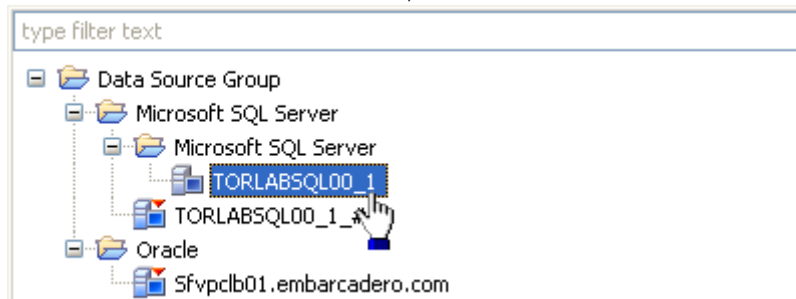 type filter text
Data Source Group
Microsoft SQL Server
Microsoft SQL Server
TORLABSQL00_1
TORLABSQL00_1_
Oracle
Sfvpclb01.embarcadero.com